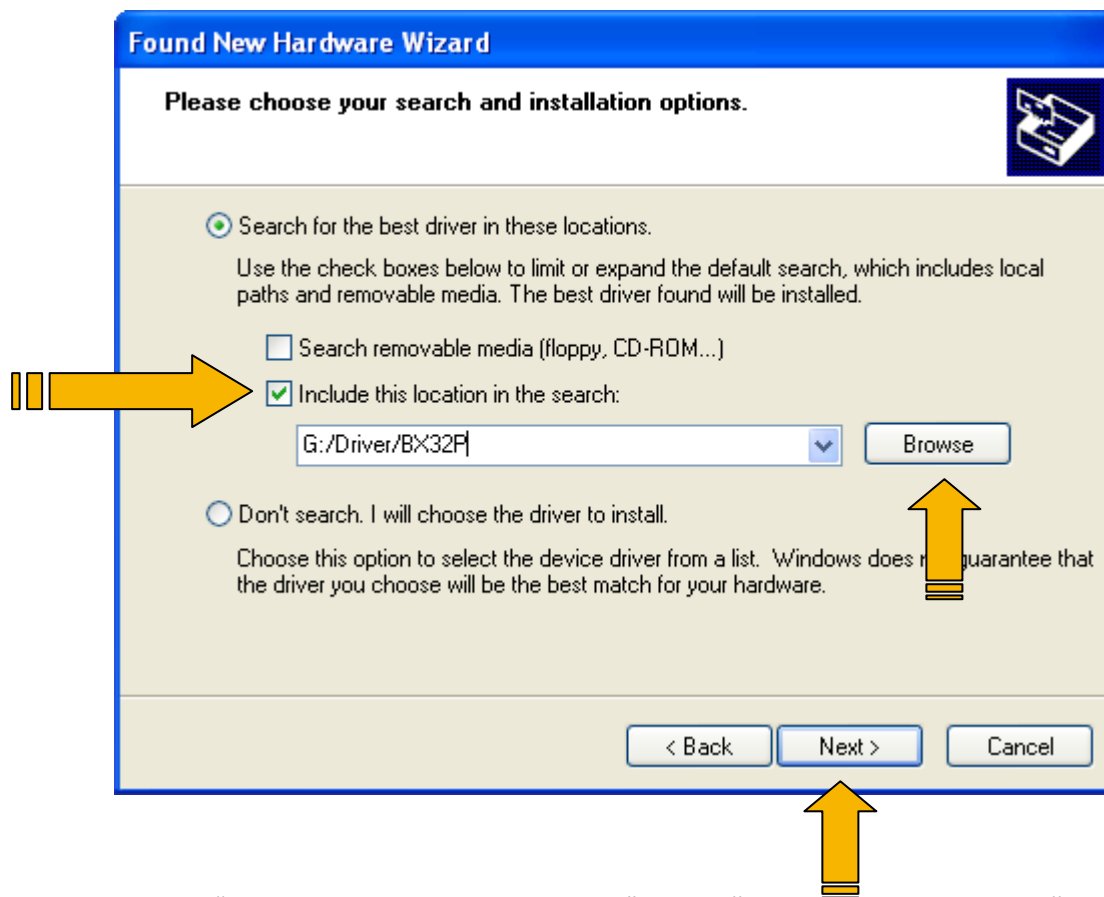 Found New Hardware Wizard
Please choose your search and installation options.
Search for the best driver in these locations.
Use the check boxes below to limit or expand the default search, which includes local
paths and removable media. The best driver found will be installed.
Search removable media (floppy, CD-ROM...)
Include this location in the search:
G:/Driver/BX32P
Browse
Don't search. I will choose the driver to install.
Choose this option to select the device driver from a list. Windows does guarantee that
the driver you choose will be the best match for your hardware.
< Back
Next >
Cancel